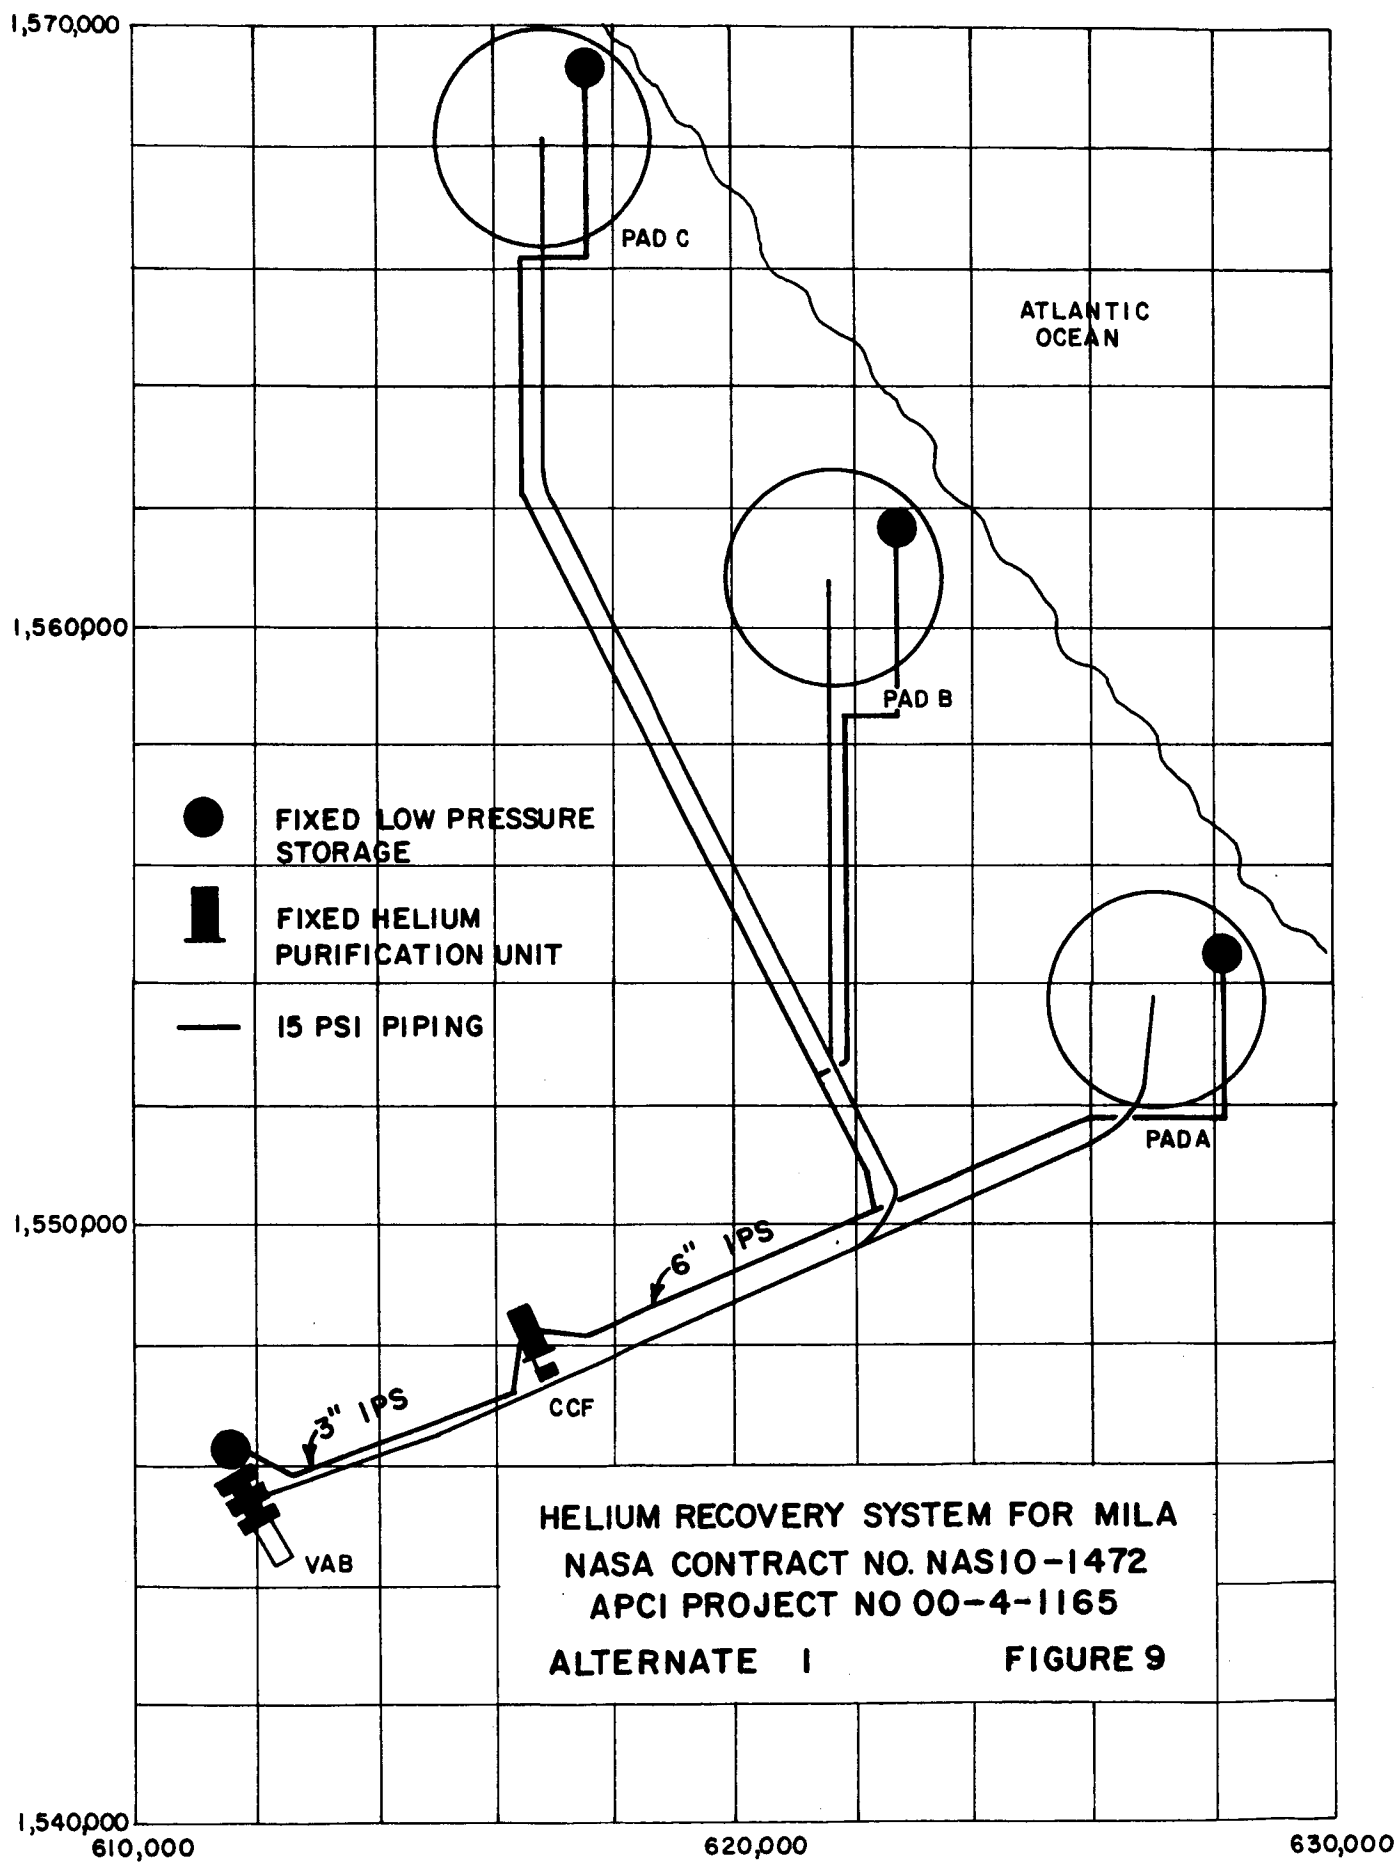 1,570,000
PAD C
ATLANTIC
OCEAN
1,560,000
PAD B
FIXED LOW PRESSURE
STORAGE
FIXED HELIUM
PURIFICATION UNIT
15 PSI PIPING
PAD A
1,550,000
6" IPS
3" IPS
CCF
VAB
HELIUM RECOVERY SYSTEM FOR MILA
NASA CONTRACT NO. NAS10-1472
APCI PROJECT NO 00-4-1165
ALTERNATE 1 FIGURE 9
1,540,000
610,000 620,000 630,000